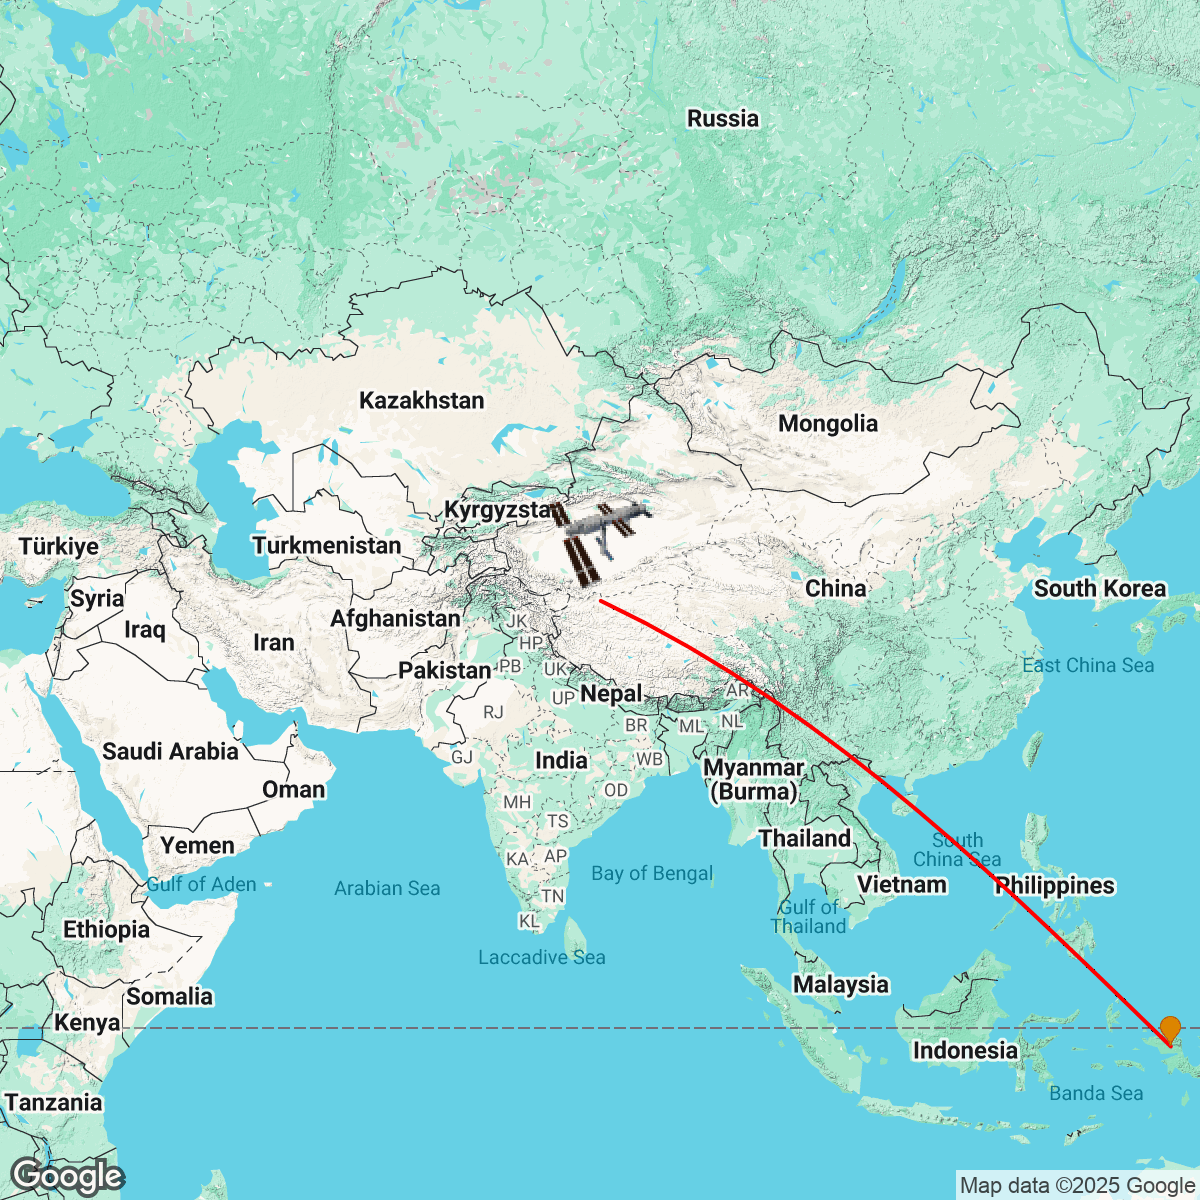 Russia
Kazakhstan
Mongolia
Kyrgyzstan
Türkiye
Turkmenistan
China
South Korea
Syria
Afghanistan
JK
Iraq
Iran
HP
Pakistan
PB
UK
East China Sea
Nepal
UP
AR
RJ
BR
ML
NL
Saudi Arabia
GJ
India
WB
Myanmar
(Burma)
Oman
OD
MH
TS
Yemen
Thailand
South
China Sea
KA
AP
Gulf of Aden
Arabian Sea
Bay of Bengal
Vietnam
Philippines
TN
Gulf of
Thailand
KL
Ethiopia
Laccadive Sea
Malaysia
Somalia
Kenya
Indonesia
Banda Sea
Tanzania
Google
Map data ©2025 Google